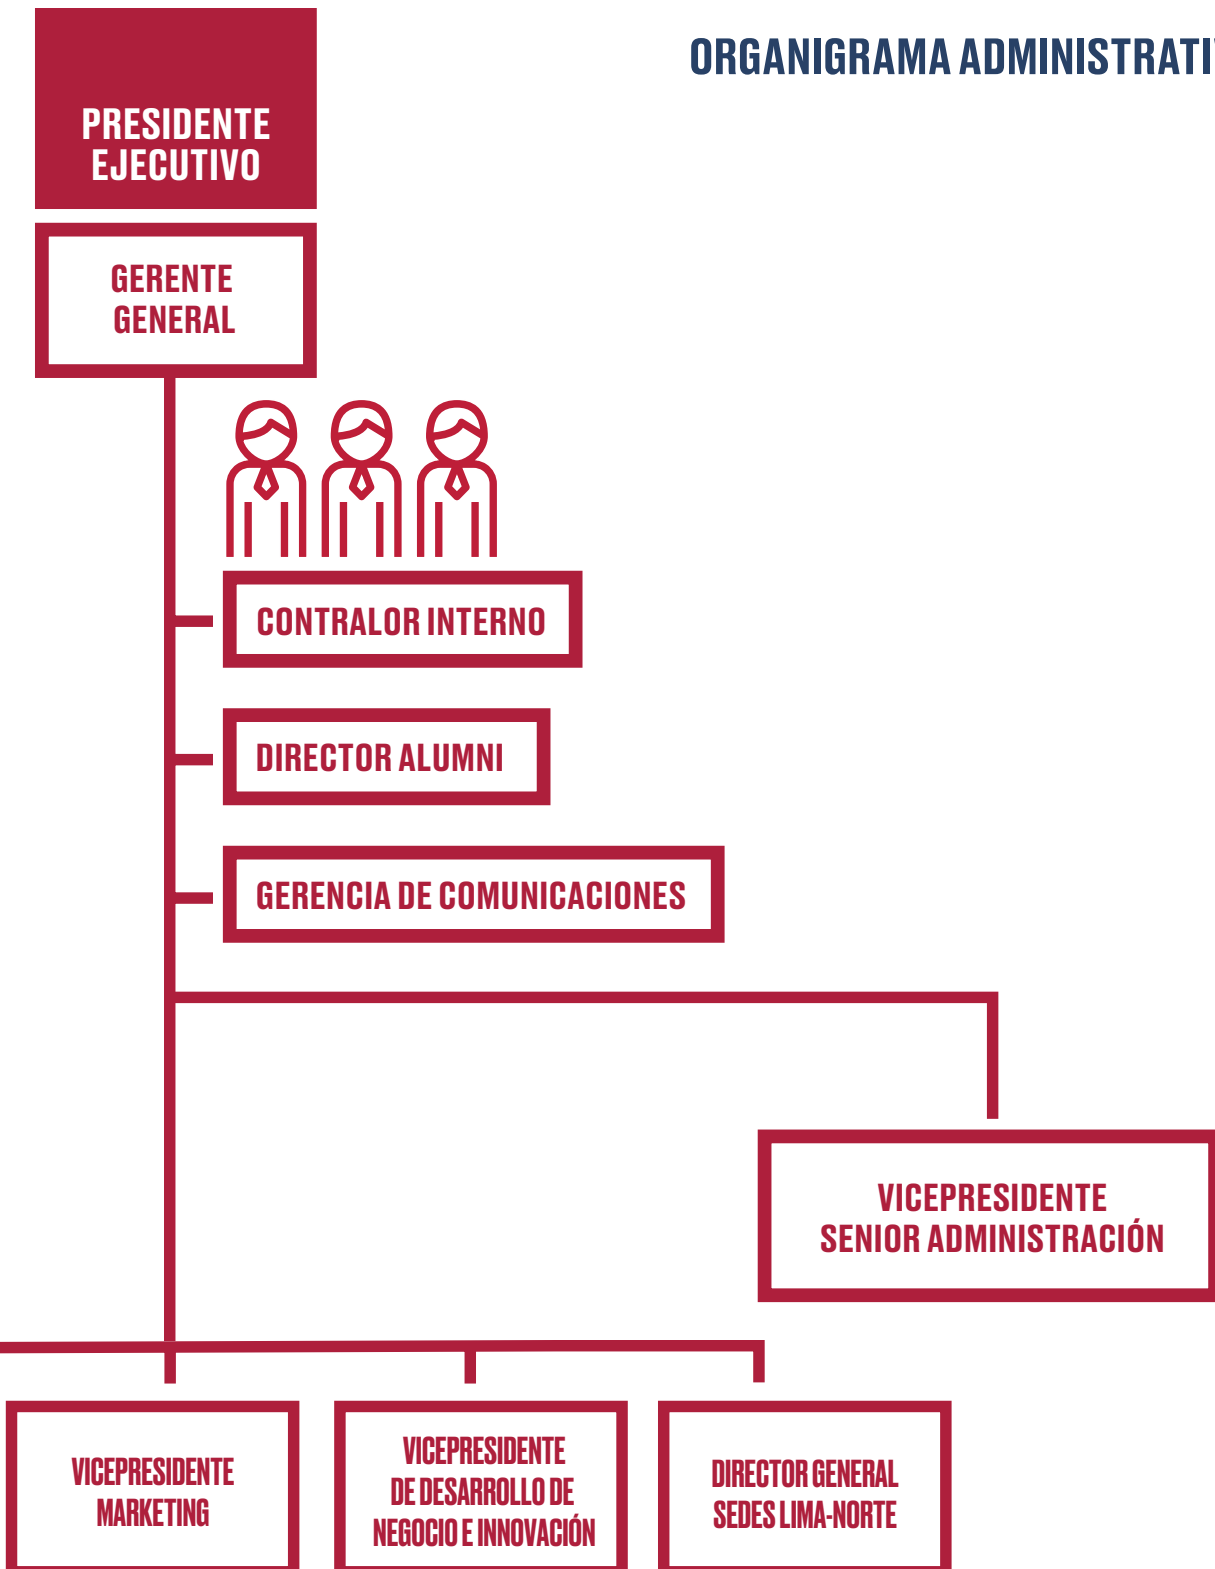 ORGANIGRAMA ADMINISTRATI
PRESIDENTE
EJECUTIVO
GERENTE
GENERAL
CONTRALOR INTERNO
DIRECTOR ALUMNI
GERENCIA DE COMUNICACIONES
VICEPRESIDENTE
SENIOR ADMINISTRACIÓN
VICEPRESIDENTE
MARKETING
VICEPRESIDENTE
DE DESARROLLO DE
NEGOCIO E INNOVACIÓN
DIRECTOR GENERAL
SEDES LIMA-NORTE